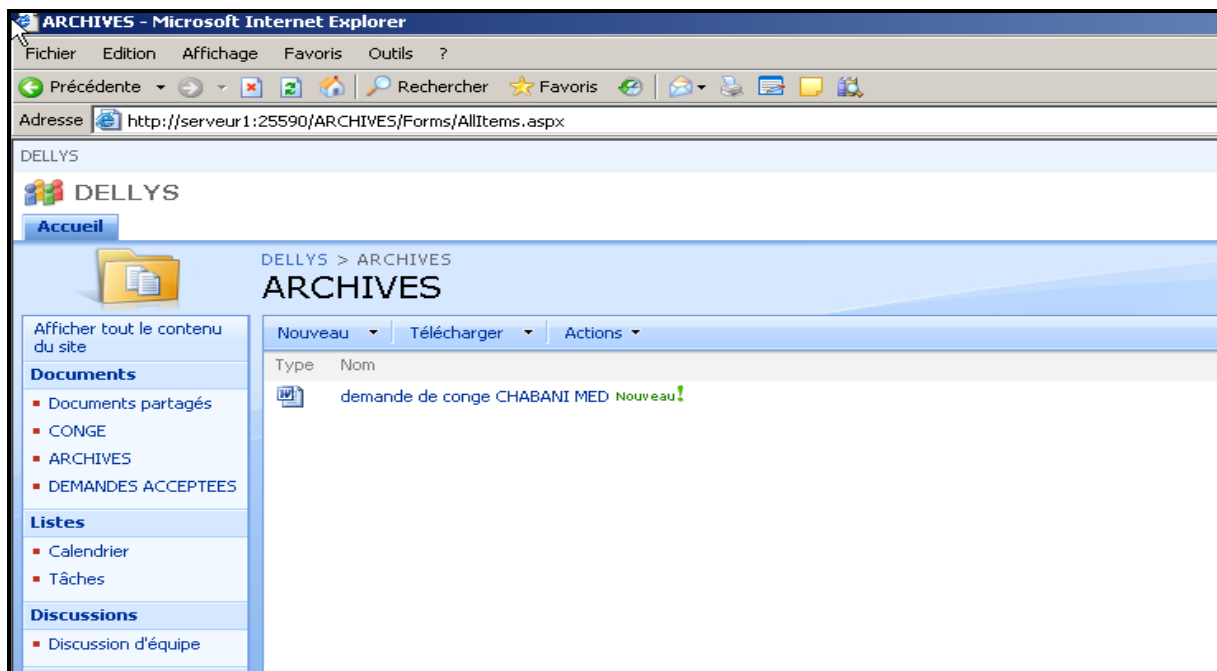 ARCHIVES - Microsoft Internet Explorer
Fichier Edition Affichage Favoris Outils ?
Précédente Rechercher Favoris
Adresse http://serveur1:25590/ARCHIVES/Forms/AllItems.aspx
DELLYS
DELLYS
Accueil
DELLYS > ARCHIVES
ARCHIVES
Afficher tout le contenu
du site
Documents
Documents partagés
CONGE
ARCHIVES
DEMANDES ACCEPTEES
Listes
Calendrier
Tâches
Discussions
Discussion d'équipe
Nouveau Télécharger Actions
Type Nom
demande de conge CHABANI MED Nouveau!